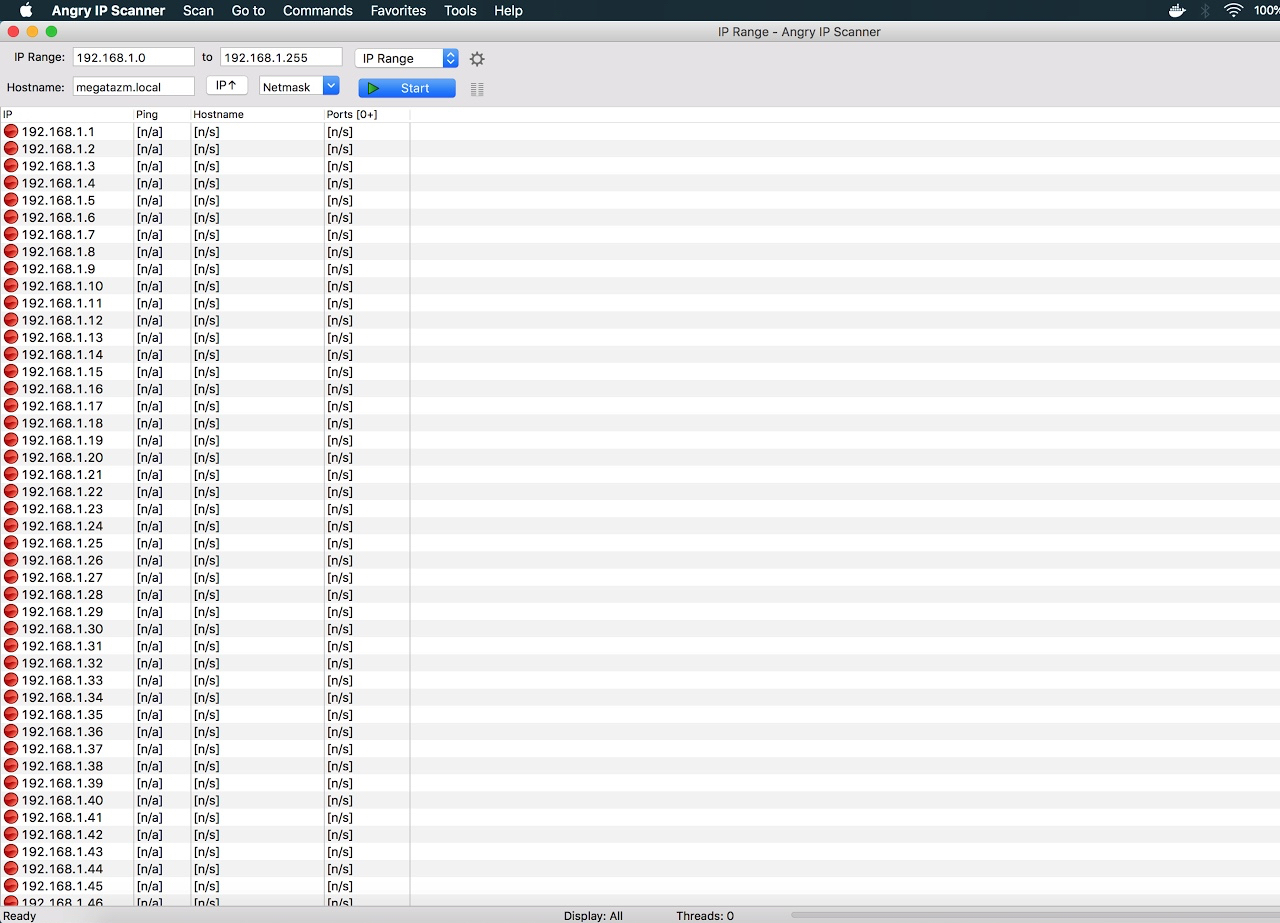 Angry IP Scanner Scan Go to Commands Favorites Tools Help 100%
IP Range - Angry IP Scanner
IP Range: 192.168.1.0 to 192.168.1.255 IP Range
Hostname: megatazm.local IP↑ Netmask Start
IP Ping Hostname Ports [0+]
192.168.1.1 [n/a] [n/s] [n/s]
192.168.1.2 [n/a] [n/s] [n/s]
192.168.1.3 [n/a] [n/s] [n/s]
192.168.1.4 [n/a] [n/s] [n/s]
192.168.1.5 [n/a] [n/s] [n/s]
192.168.1.6 [n/a] [n/s] [n/s]
192.168.1.7 [n/a] [n/s] [n/s]
192.168.1.8 [n/a] [n/s] [n/s]
192.168.1.9 [n/a] [n/s] [n/s]
192.168.1.10 [n/a] [n/s] [n/s]
192.168.1.11 [n/a] [n/s] [n/s]
192.168.1.12 [n/a] [n/s] [n/s]
192.168.1.13 [n/a] [n/s] [n/s]
192.168.1.14 [n/a] [n/s] [n/s]
192.168.1.15 [n/a] [n/s] [n/s]
192.168.1.16 [n/a] [n/s] [n/s]
192.168.1.17 [n/a] [n/s] [n/s]
192.168.1.18 [n/a] [n/s] [n/s]
192.168.1.19 [n/a] [n/s] [n/s]
192.168.1.20 [n/a] [n/s] [n/s]
192.168.1.21 [n/a] [n/s] [n/s]
192.168.1.22 [n/a] [n/s] [n/s]
192.168.1.23 [n/a] [n/s] [n/s]
192.168.1.24 [n/a] [n/s] [n/s]
192.168.1.25 [n/a] [n/s] [n/s]
192.168.1.26 [n/a] [n/s] [n/s]
192.168.1.27 [n/a] [n/s] [n/s]
192.168.1.28 [n/a] [n/s] [n/s]
192.168.1.29 [n/a] [n/s] [n/s]
192.168.1.30 [n/a] [n/s] [n/s]
192.168.1.31 [n/a] [n/s] [n/s]
192.168.1.32 [n/a] [n/s] [n/s]
192.168.1.33 [n/a] [n/s] [n/s]
192.168.1.34 [n/a] [n/s] [n/s]
192.168.1.35 [n/a] [n/s] [n/s]
192.168.1.36 [n/a] [n/s] [n/s]
192.168.1.37 [n/a] [n/s] [n/s]
192.168.1.38 [n/a] [n/s] [n/s]
192.168.1.39 [n/a] [n/s] [n/s]
192.168.1.40 [n/a] [n/s] [n/s]
192.168.1.41 [n/a] [n/s] [n/s]
192.168.1.42 [n/a] [n/s] [n/s]
192.168.1.43 [n/a] [n/s] [n/s]
192.168.1.44 [n/a] [n/s] [n/s]
192.168.1.45 [n/a] [n/s] [n/s]
192.168.1.46 [n/a] [n/s] [n/s]
Ready Display: All Threads: 0